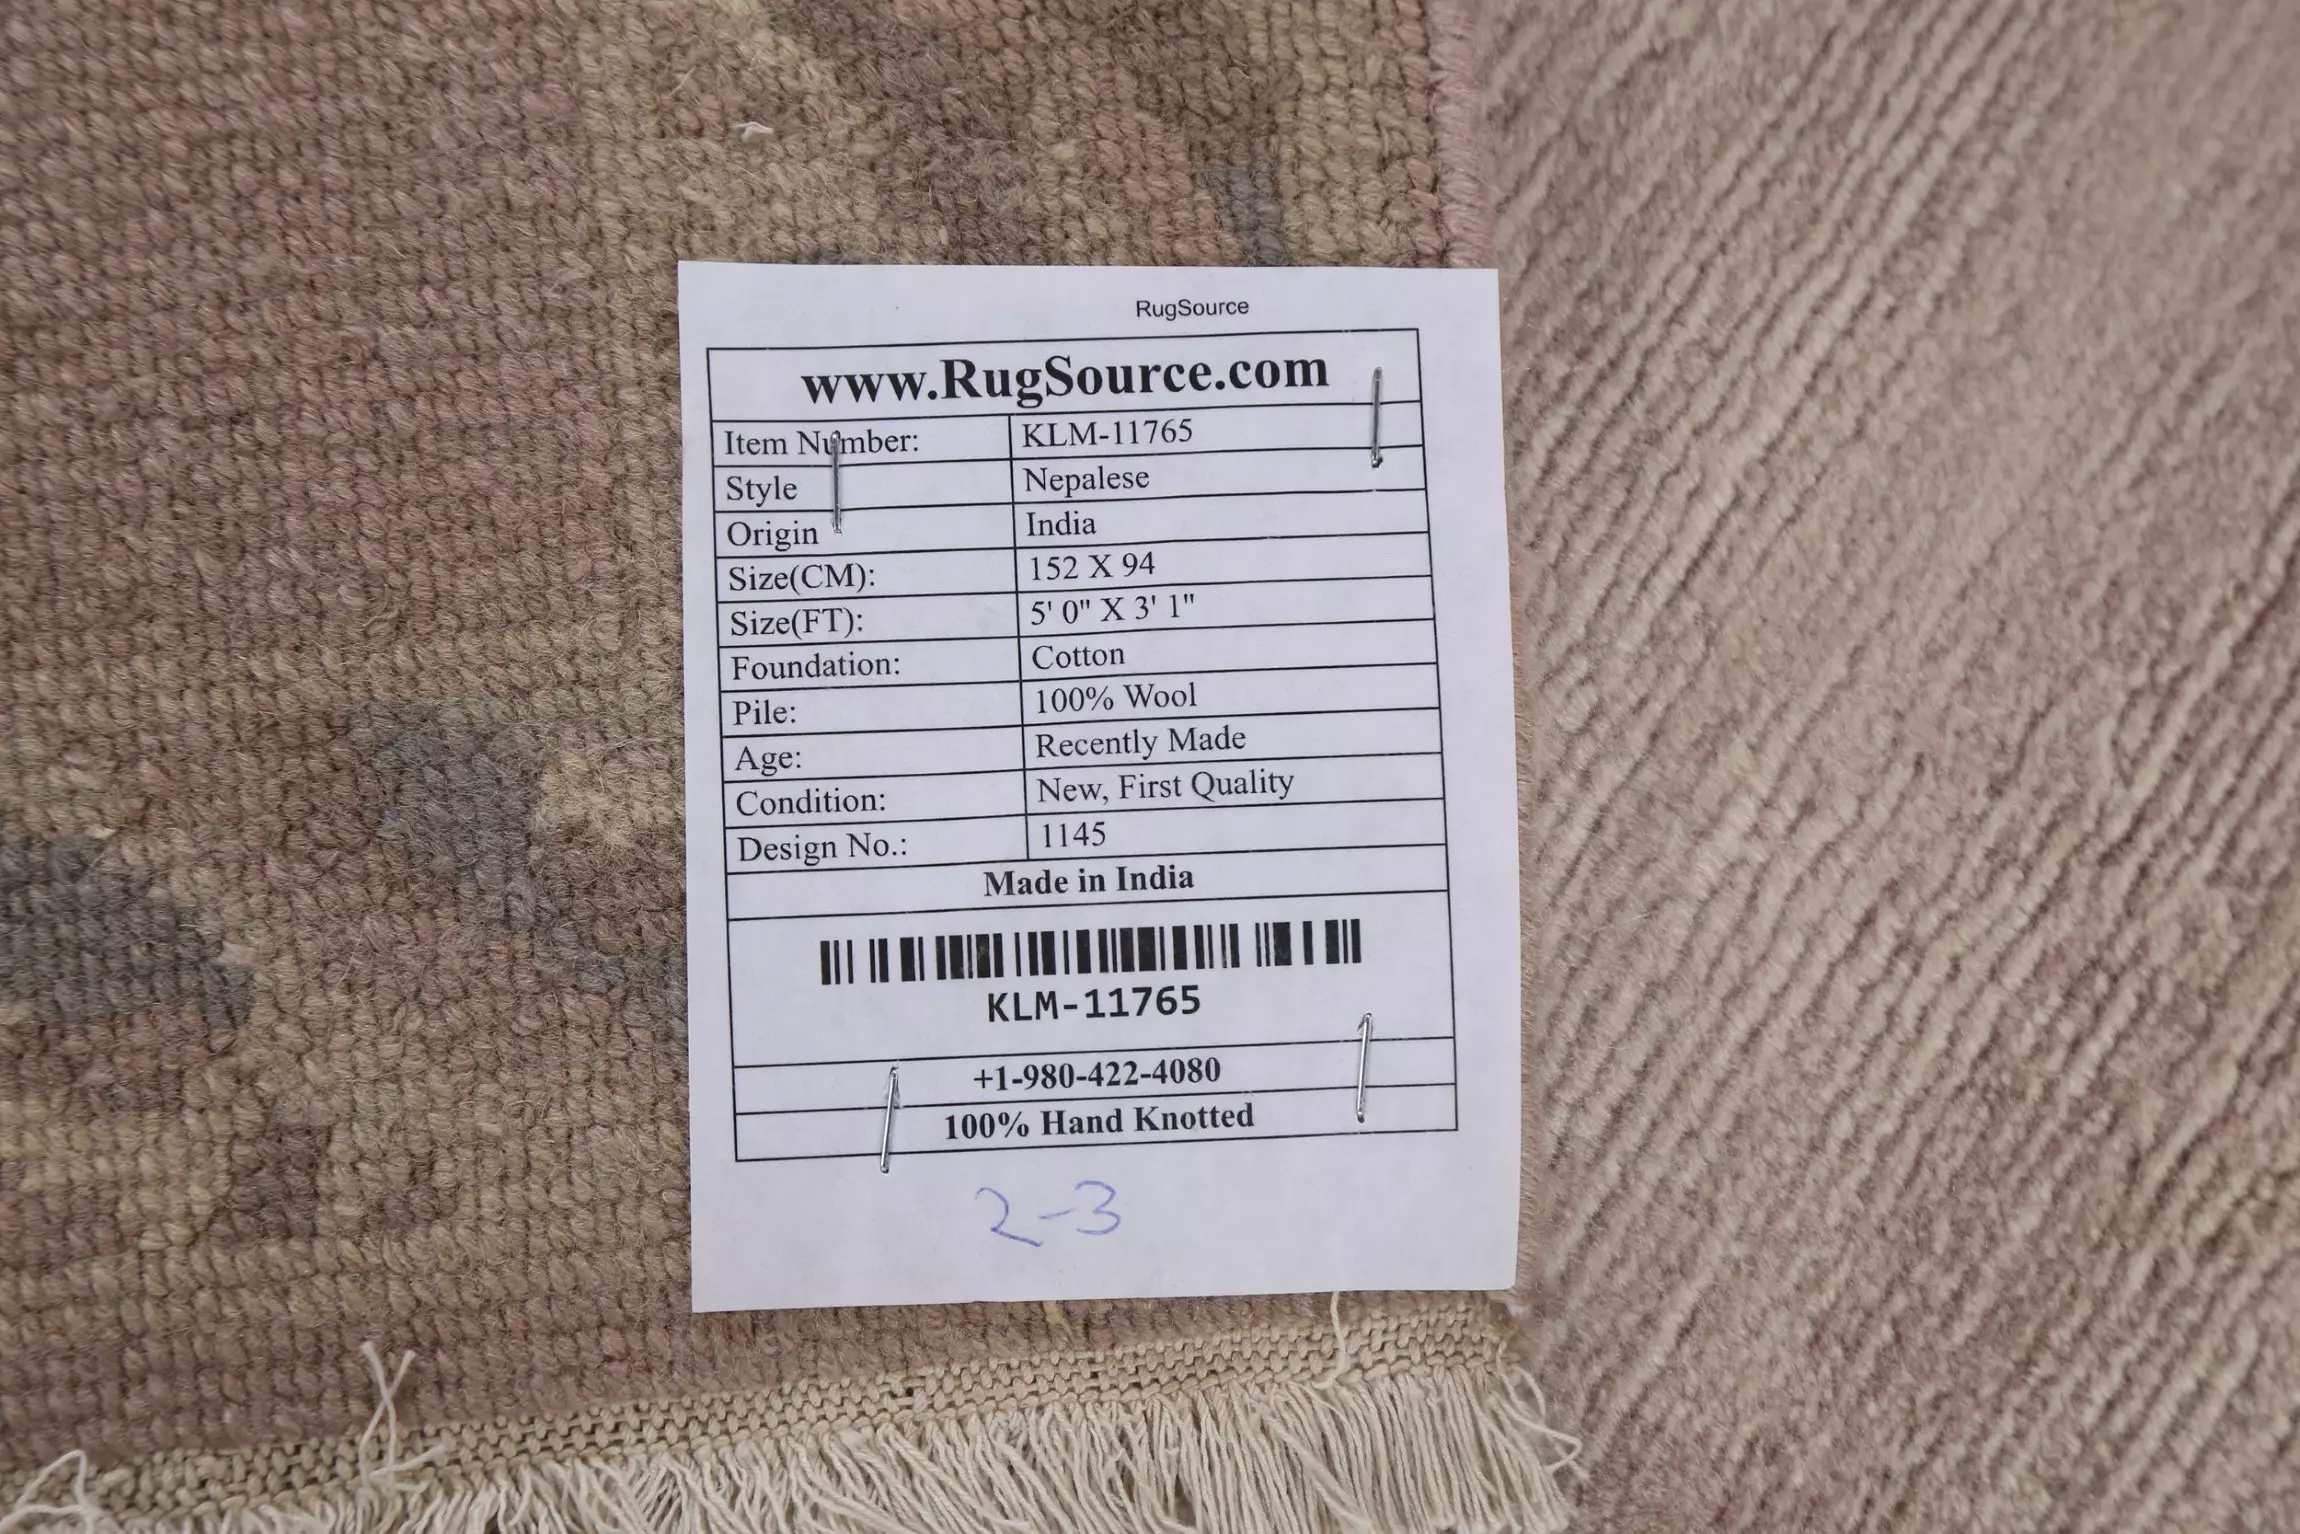 RugSource
www.RugSource.com
Item Number: KLM-11765
Style Nepalese
Origin India
Size(CM): 152 X 94
Size(FT): 5' 0" X 3' 1"
Foundation: Cotton
Pile: 100% Wool
Age: Recently Made
Condition: New, First Quality
Design No.: 1145
Made in India
KLM-11765
+1-980-422-4080
100% Hand Knotted
2-3